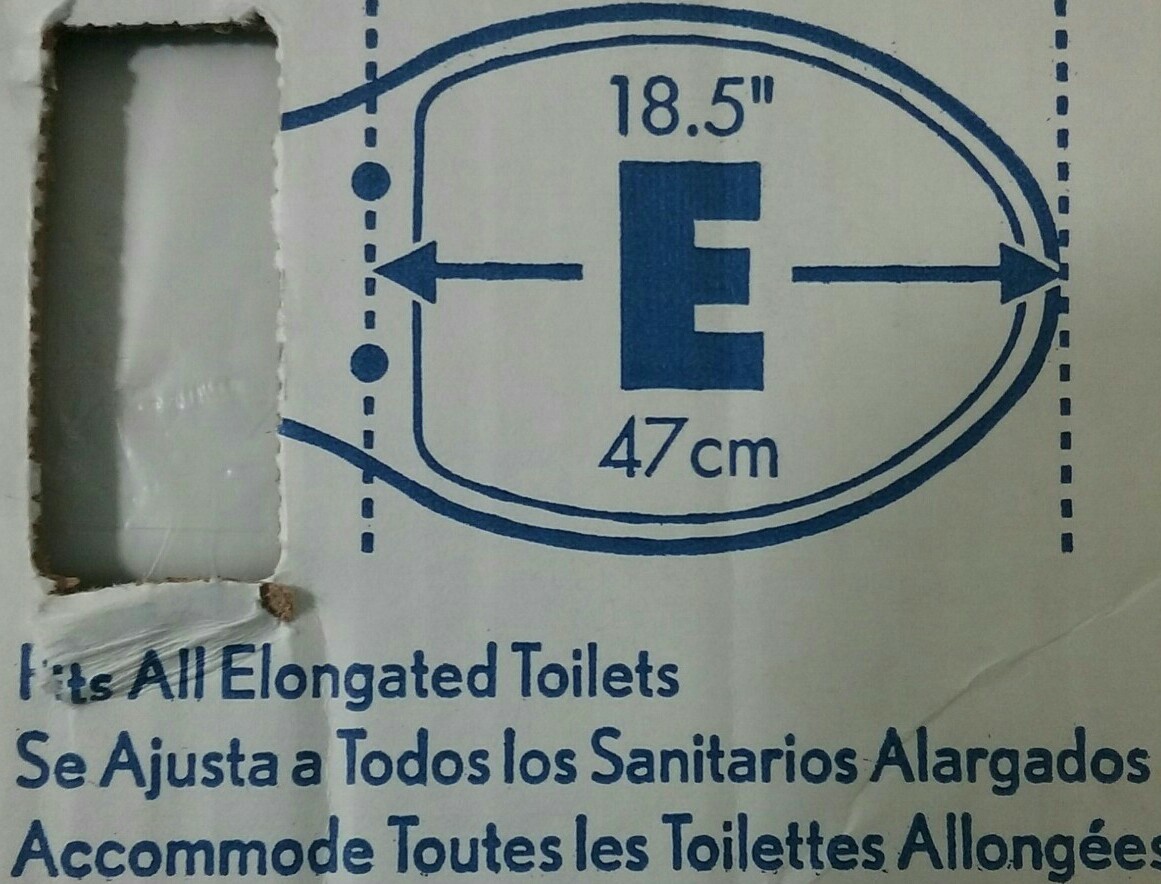 18.5"
E
47cm
Fits All Elongated Toilets
Se Ajusta a Todos los Sanitarios Alargados
Accommode Toutes les Toilettes Allongées